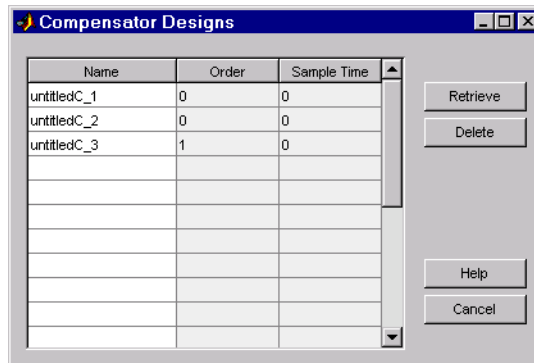 Compensator Designs
Name Order Sample Time
untitledC_1 0 0
untitledC_2 0 0
untitledC_3 1 0
Retrieve
Delete
Help
Cancel